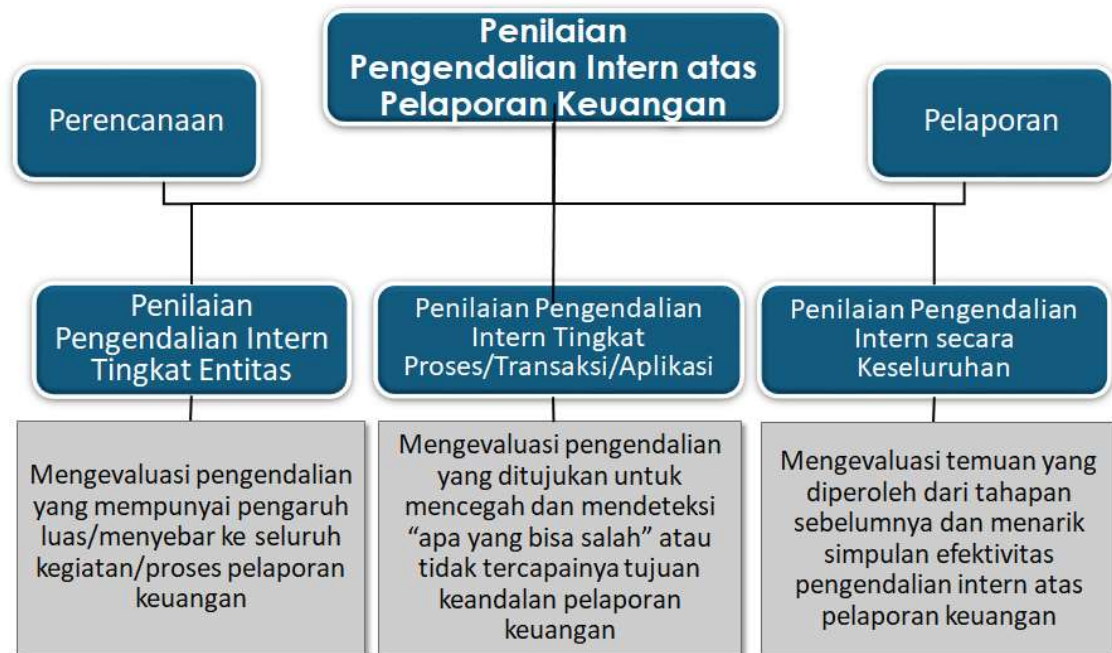 Penilaian
Pengendalian Intern atas
Pelaporan Keuangan
Perencanaan
Pelaporan
Penilaian
Pengendalian Intern
Tingkat Entitas
Penilaian Pengendalian
Intern Tingkat
Proses/Transaksi/Aplikasi
Penilaian Pengendalian
Intern secara
Keseluruhan
Mengevaluasi pengendalian
yang mempunyai pengaruh
luas/menyebar ke seluruh
kegiatan/proses pelaporan
keuangan
Mengevaluasi pengendalian
yang ditujukan untuk
mencegah dan mendeteksi
“apa yang bisa salah” atau
tidak tercapainya tujuan
keandalan pelaporan
keuangan
Mengevaluasi temuan yang
diperoleh dari tahapan
sebelumnya dan menarik
simpulan efektivitas
pengendalian intern atas
pelaporan keuangan